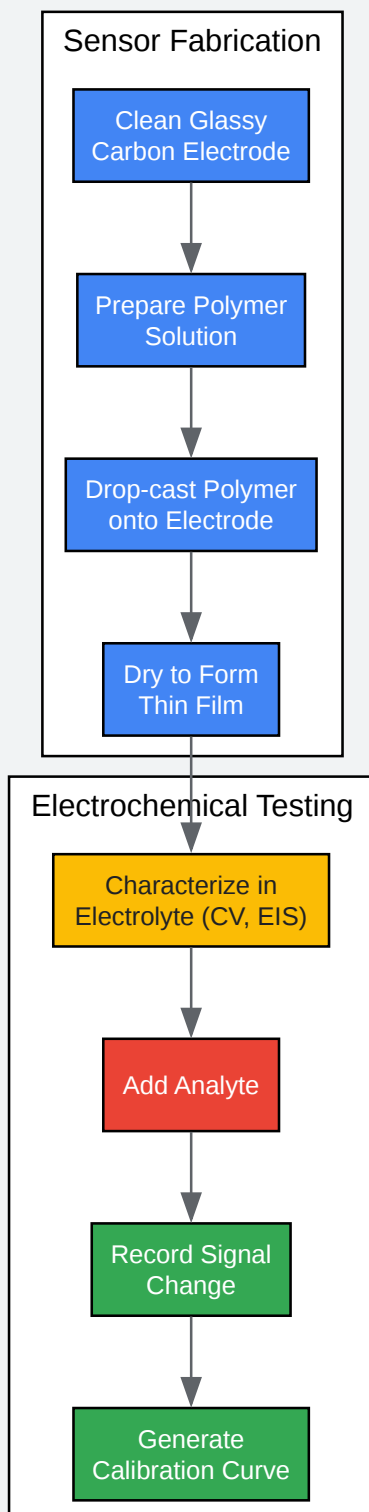 Sensor Fabrication
Clean Glassy
Carbon Electrode
Prepare Polymer
Solution
Drop-cast Polymer
onto Electrode
Dry to Form
Thin Film
Electrochemical Testing
Characterize in
Electrolyte (CV, EIS)
Add Analyte
Record Signal
Change
Generate
Calibration Curve